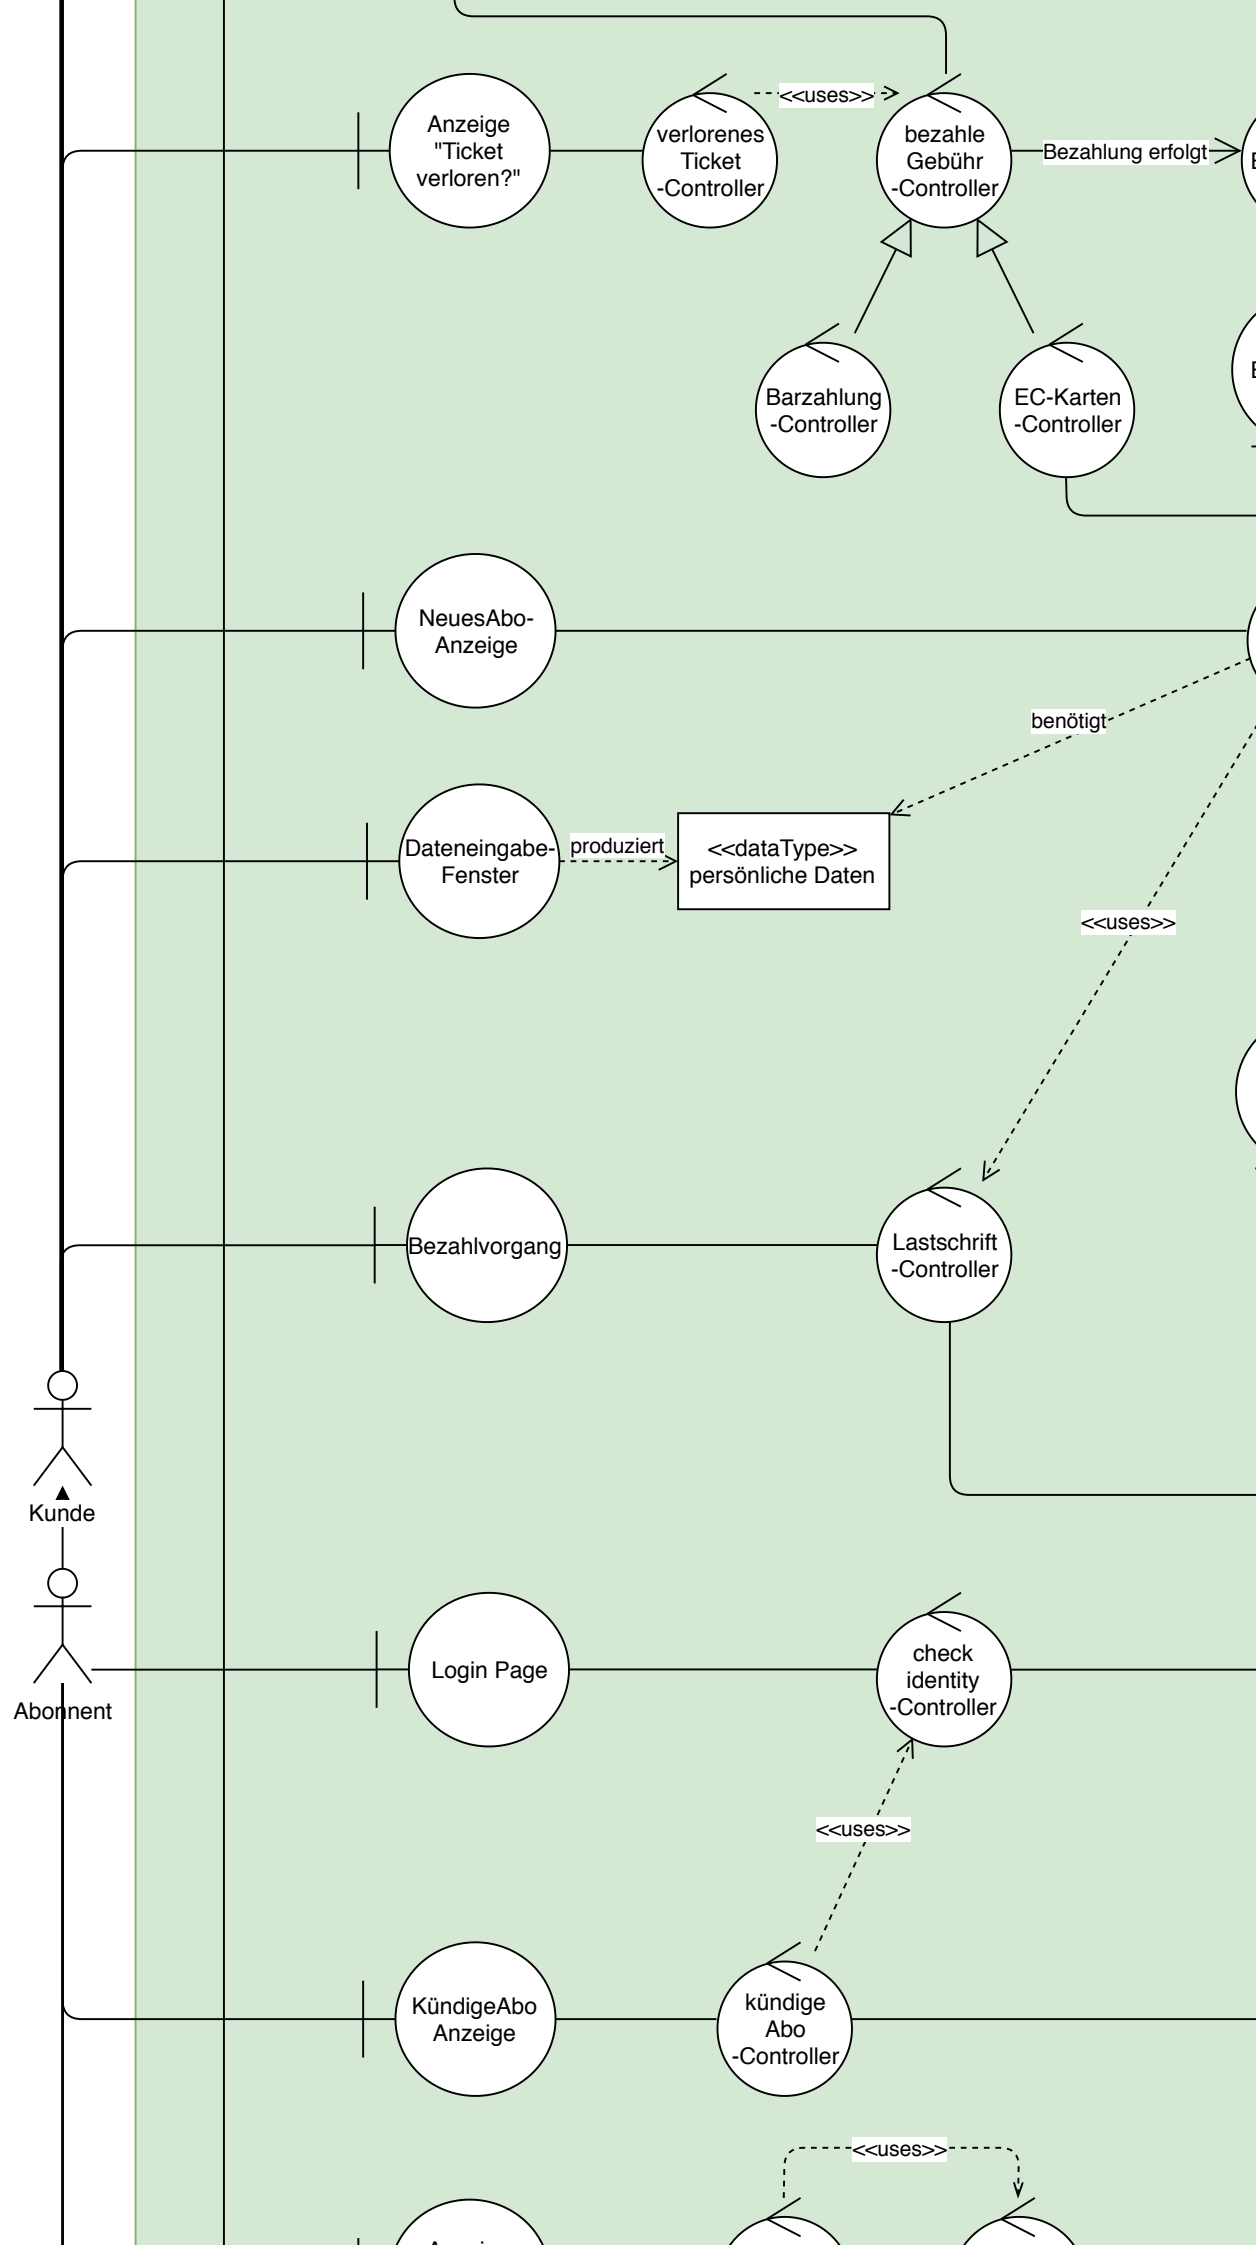 Anzeige
"Ticket
verloren?"
verlorenes
Ticket
-Controller
<<uses>>
bezahle
Gebühr
-Controller
Bezahlung erfolgt
Barzahlung
-Controller
EC-Karten
-Controller
NeuesAbo-
Anzeige
benötigt
Dateneingabe-
Fenster
produziert
<<dataType>>
persönliche Daten
<<uses>>
Bezahlvorgang
Lastschrift
-Controller
Kunde
Login Page
check
identity
-Controller
Abonnent
<<uses>>
KündigeAbo
Anzeige
kündige
Abo
-Controller
<<uses>>